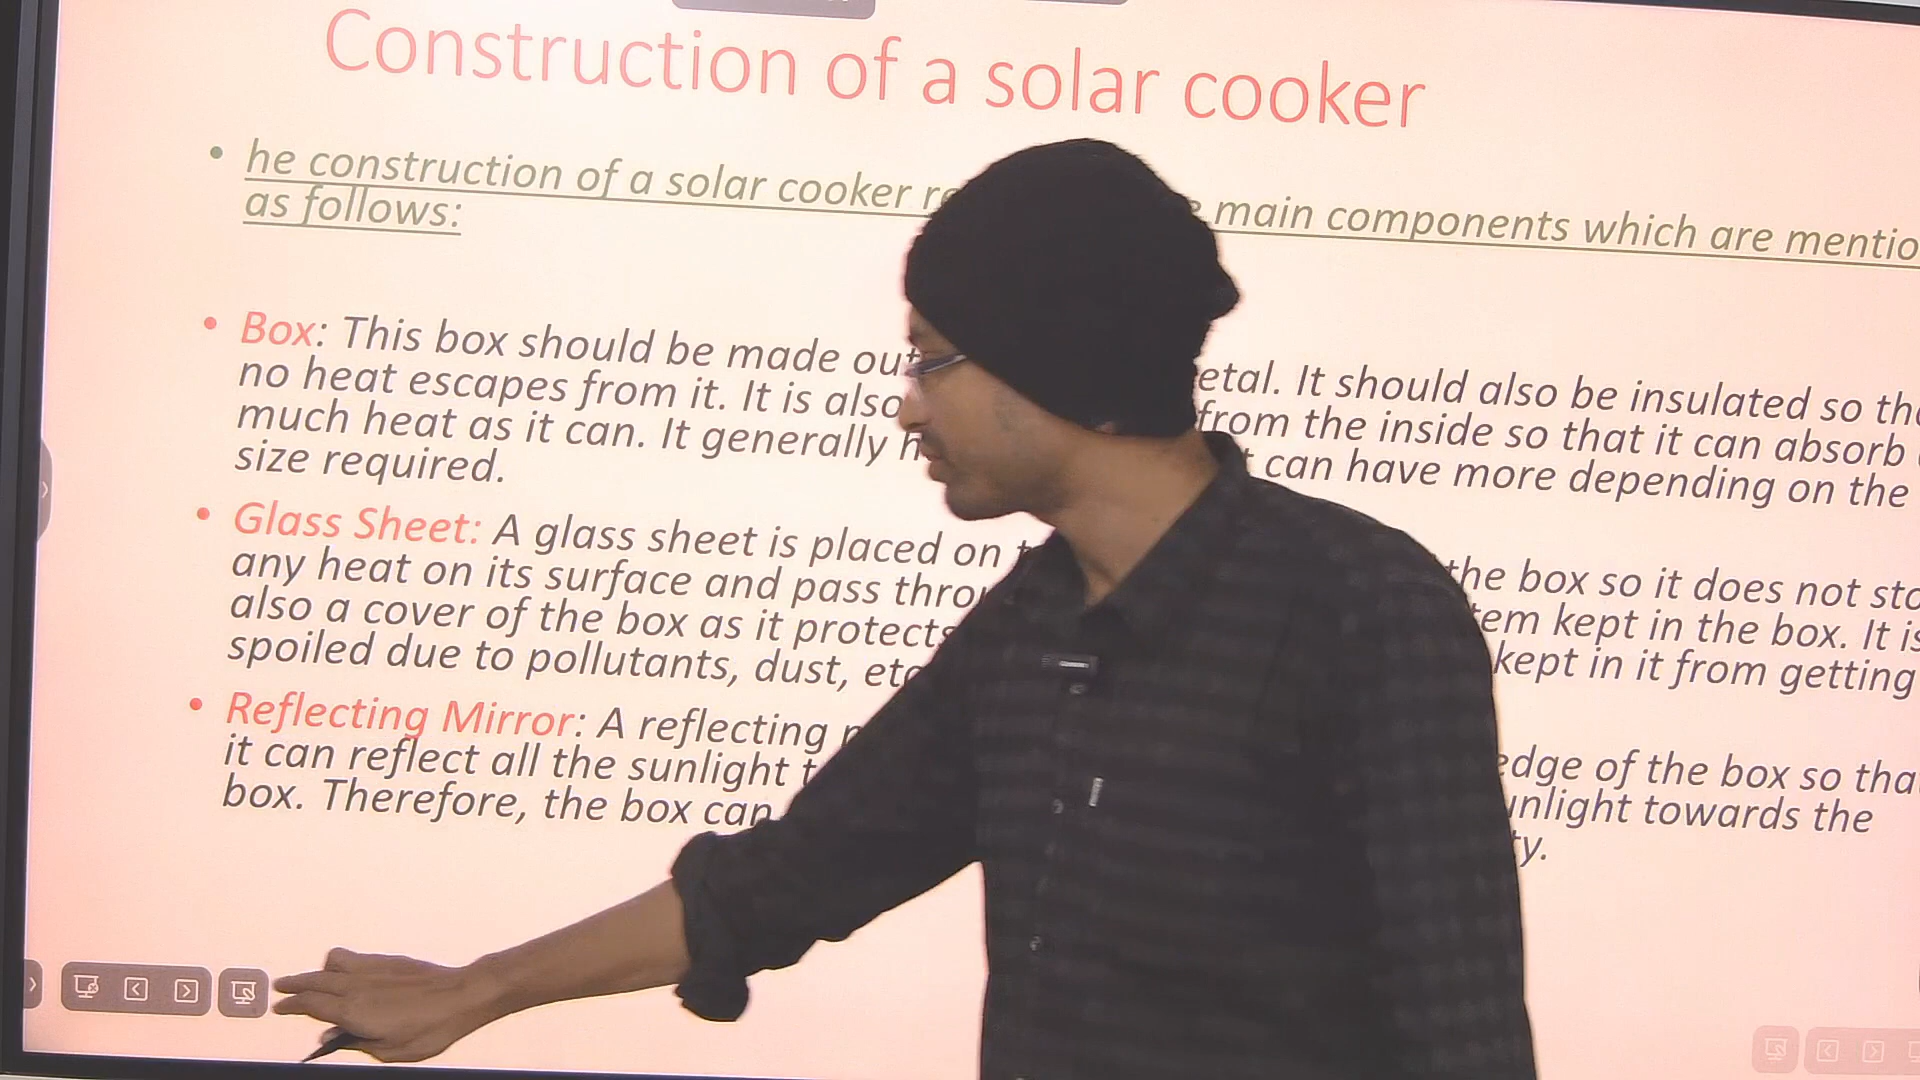 Construction of a solar cooker
• he construction of a solar cooker main components which are mentio
as follows:
• Box: This box should be made out etal. It should also be insulated so
no heat escapes from it. It is also from the inside so that it can absorb
much heat as it can. It generally can have more depending on the
size required.
• Glass Sheet: A glass sheet is placed on the box so it does not sto
any heat on its surface and pass thro em kept in the box. It is
also a cover of the box as it protects kept in it from getting
spoiled due to pollutants, dust, etc
• Reflecting Mirror: A reflecting edge of the box so tha
it can reflect all the sunlight unlight towards the
box. Therefore, the box can ty.